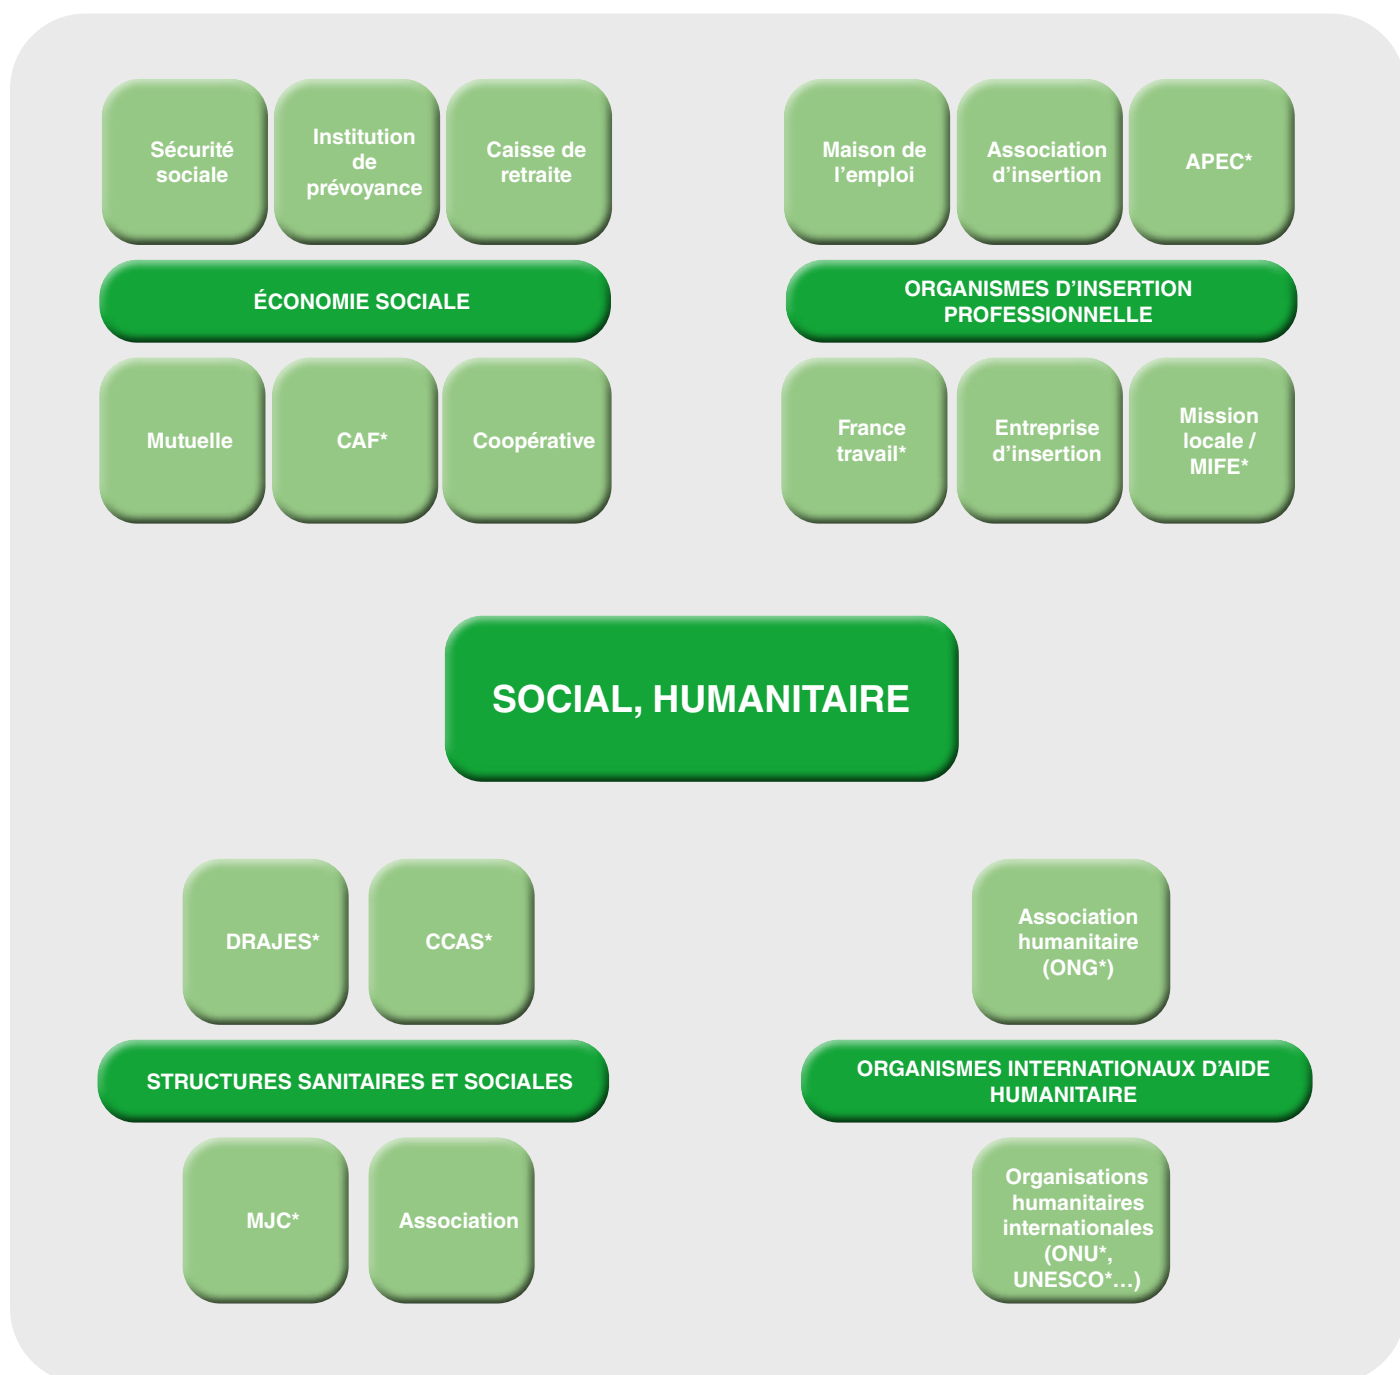 Sécurité
sociale
Institution
de
prévoyance
Caisse de
retraite
ÉCONOMIE SOCIALE
Mutuelle
CAF*
Coopérative
Maison de
l’emploi
Association
d’insertion
APEC*
ORGANISMES D’INSERTION
PROFESSIONNELLE
France
travail*
Entreprise
d’insertion
Mission
locale /
MIFE*
SOCIAL, HUMANITAIRE
DRAJES*
CCAS*
STRUCTURES SANITAIRES ET SOCIALES
MJC*
Association
Association
humanitaire
(ONG*)
ORGANISMES INTERNATIONAUX D’AIDE
HUMANITAIRE
Organisations
humanitaires
internationales
(ONU*,
UNESCO*…)